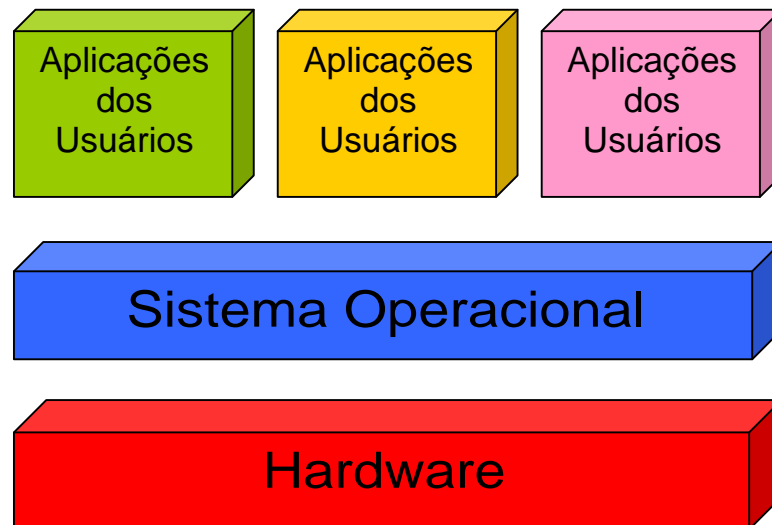 Aplicações
dos
Usuários
Aplicações
dos
Usuários
Aplicações
dos
Usuários
Sistema Operacional
Hardware